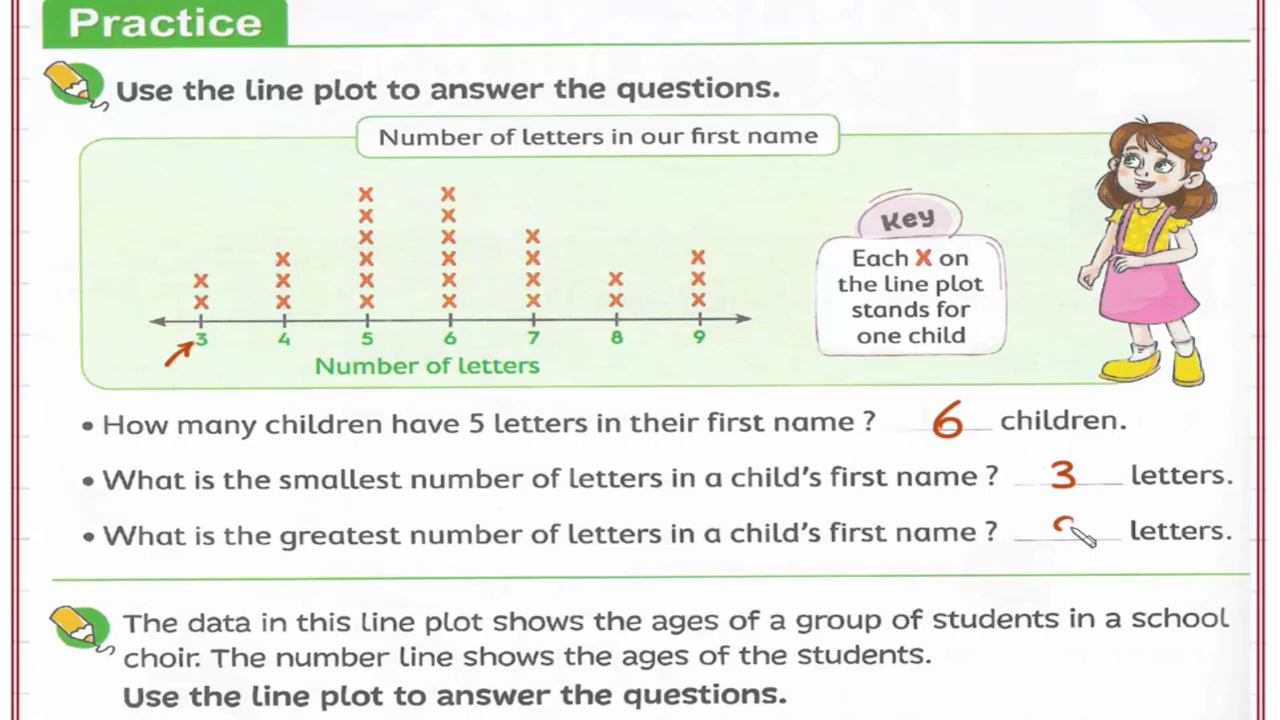 Practice
Use the line plot to answer the questions.
Number of letters in our first name
X X
X X
X X X
X X X X X
X X X X X X X
X X X X X X X
3 4 5 6 7 8 9
Number of letters
Key
Each X on
the line plot
stands for
one child
• How many children have 5 letters in their first name ? 6 children.
• What is the smallest number of letters in a child's first name ? 3 letters.
• What is the greatest number of letters in a child's first name ? letters.
The data in this line plot shows the ages of a group of students in a school
choir. The number line shows the ages of the students.
Use the line plot to answer the questions.